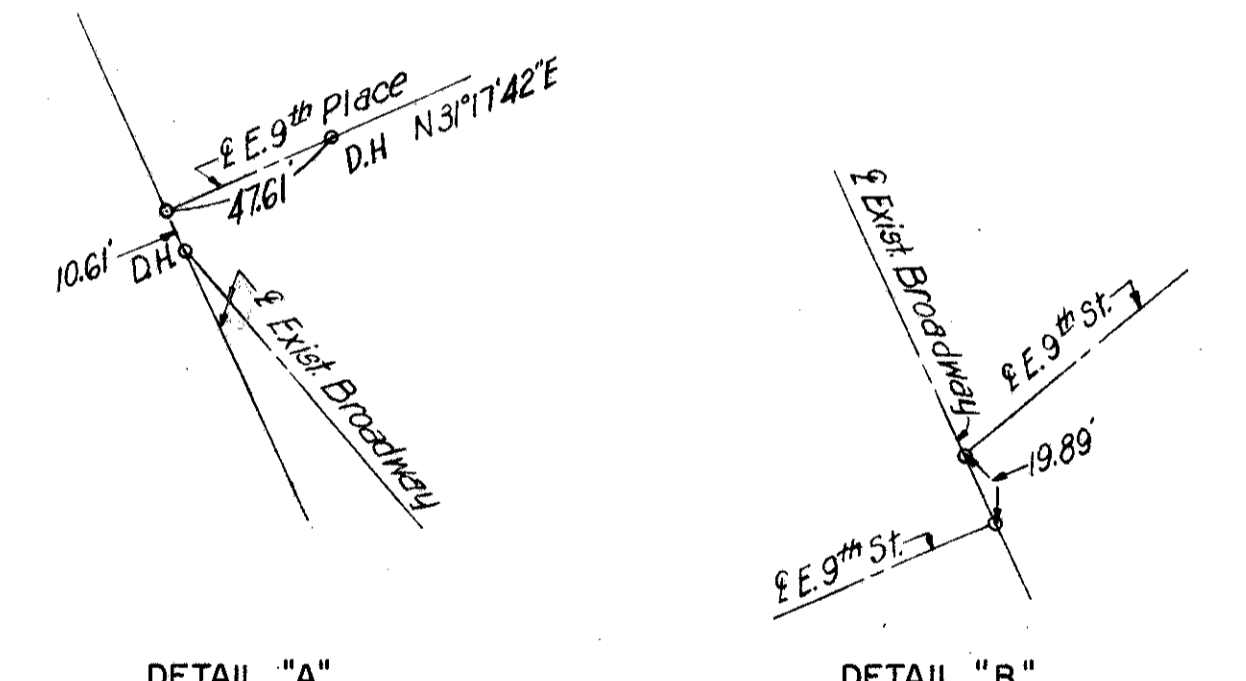 ℄ E. 9th Place
N 31°17'42"E
D.H
47.61'
10.61'
D.H.
℄ Exist. Broadway
DETAIL "A"
℄ Exist. Broadway
℄ E. 9th St.
19.89'
℄ E. 9th St.
DETAIL "B"